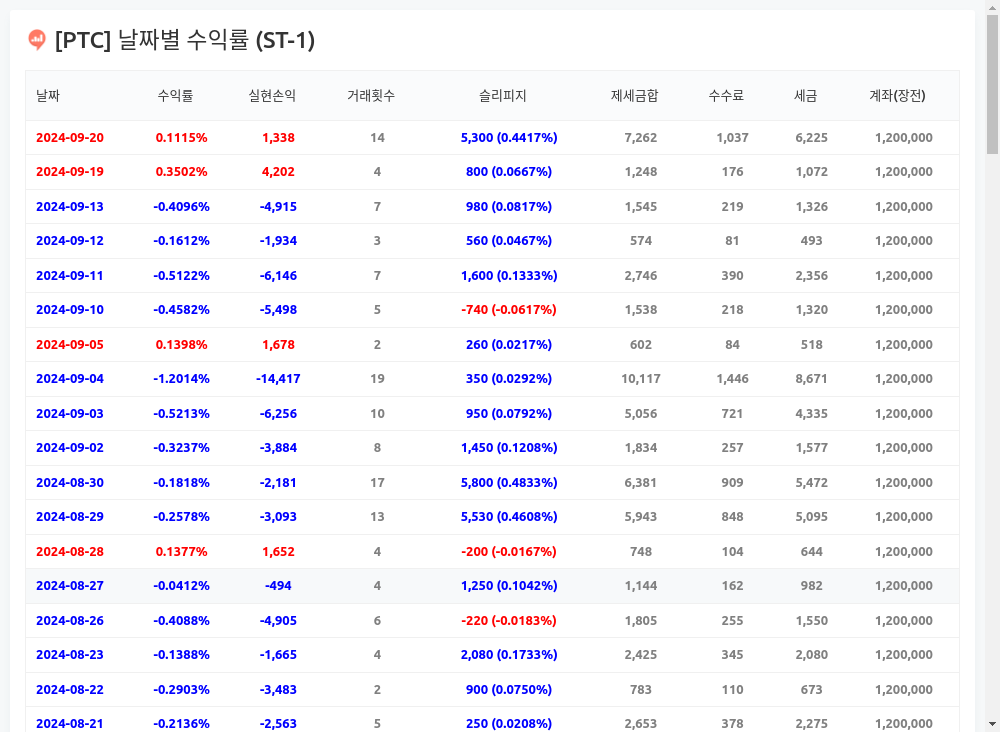 [PTC] 날짜별 수익률 (ST-1)
날짜 수익률 실현손익 거래횟수 슬리피지 제세금합 수수료 세금 계좌(장전)
2024-09-20 0.1115% 1,338 14 5,300 (0.4417%) 7,262 1,037 6,225 1,200,000
2024-09-19 0.3502% 4,202 4 800 (0.0667%) 1,248 176 1,072 1,200,000
2024-09-13 -0.4096% -4,915 7 980 (0.0817%) 1,545 219 1,326 1,200,000
2024-09-12 -0.1612% -1,934 3 560 (0.0467%) 574 81 493 1,200,000
2024-09-11 -0.5122% -6,146 7 1,600 (0.1333%) 2,746 390 2,356 1,200,000
2024-09-10 -0.4582% -5,498 5 -740 (-0.0617%) 1,538 218 1,320 1,200,000
2024-09-05 0.1398% 1,678 2 260 (0.0217%) 602 84 518 1,200,000
2024-09-04 -1.2014% -14,417 19 350 (0.0292%) 10,117 1,446 8,671 1,200,000
2024-09-03 -0.5213% -6,256 10 950 (0.0792%) 5,056 721 4,335 1,200,000
2024-09-02 -0.3237% -3,884 8 1,450 (0.1208%) 1,834 257 1,577 1,200,000
2024-08-30 -0.1818% -2,181 17 5,800 (0.4833%) 6,381 909 5,472 1,200,000
2024-08-29 -0.2578% -3,093 13 5,530 (0.4608%) 5,943 848 5,095 1,200,000
2024-08-28 0.1377% 1,652 4 -200 (-0.0167%) 748 104 644 1,200,000
2024-08-27 -0.0412% -494 4 1,250 (0.1042%) 1,144 162 982 1,200,000
2024-08-26 -0.4088% -4,905 6 -220 (-0.0183%) 1,805 255 1,550 1,200,000
2024-08-23 -0.1388% -1,665 4 2,080 (0.1733%) 2,425 345 2,080 1,200,000
2024-08-22 -0.2903% -3,483 2 900 (0.0750%) 783 110 673 1,200,000
2024-08-21 -0.2136% -2,563 5 250 (0.0208%) 2,653 378 2,275 1,200,000